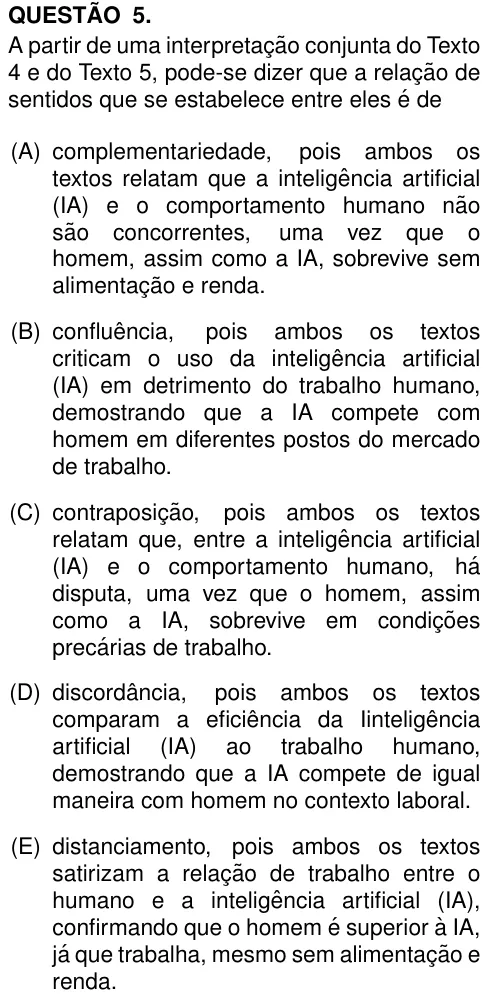 QUESTÃO 5.
A partir de uma interpretação conjunta do Texto
4 e do Texto 5, pode-se dizer que a relação de
sentidos que se estabelece entre eles é de
(A) complementariedade, pois ambos os
textos relatam que a inteligência artificial
(IA) e o comportamento humano não
são concorrentes, uma vez que o
homem, assim como a IA, sobrevive sem
alimentação e renda.
(B) confluência, pois ambos os textos
criticam o uso da inteligência artificial
(IA) em detrimento do trabalho humano,
demostrando que a IA compete com
homem em diferentes postos do mercado
de trabalho.
(C) contraposição, pois ambos os textos
relatam que, entre a inteligência artificial
(IA) e o comportamento humano, há
disputa, uma vez que o homem, assim
como a IA, sobrevive em condições
precárias de trabalho.
(D) discordância, pois ambos os textos
comparam a eficiência da linteligência
artificial (IA) ao trabalho humano,
demostrando que a IA compete de igual
maneira com homem no contexto laboral.
(E) distanciamento, pois ambos os textos
satirizam a relação de trabalho entre o
humano e a inteligência artificial (IA),
confirmando que o homem é superior à IA,
já que trabalha, mesmo sem alimentação e
renda.